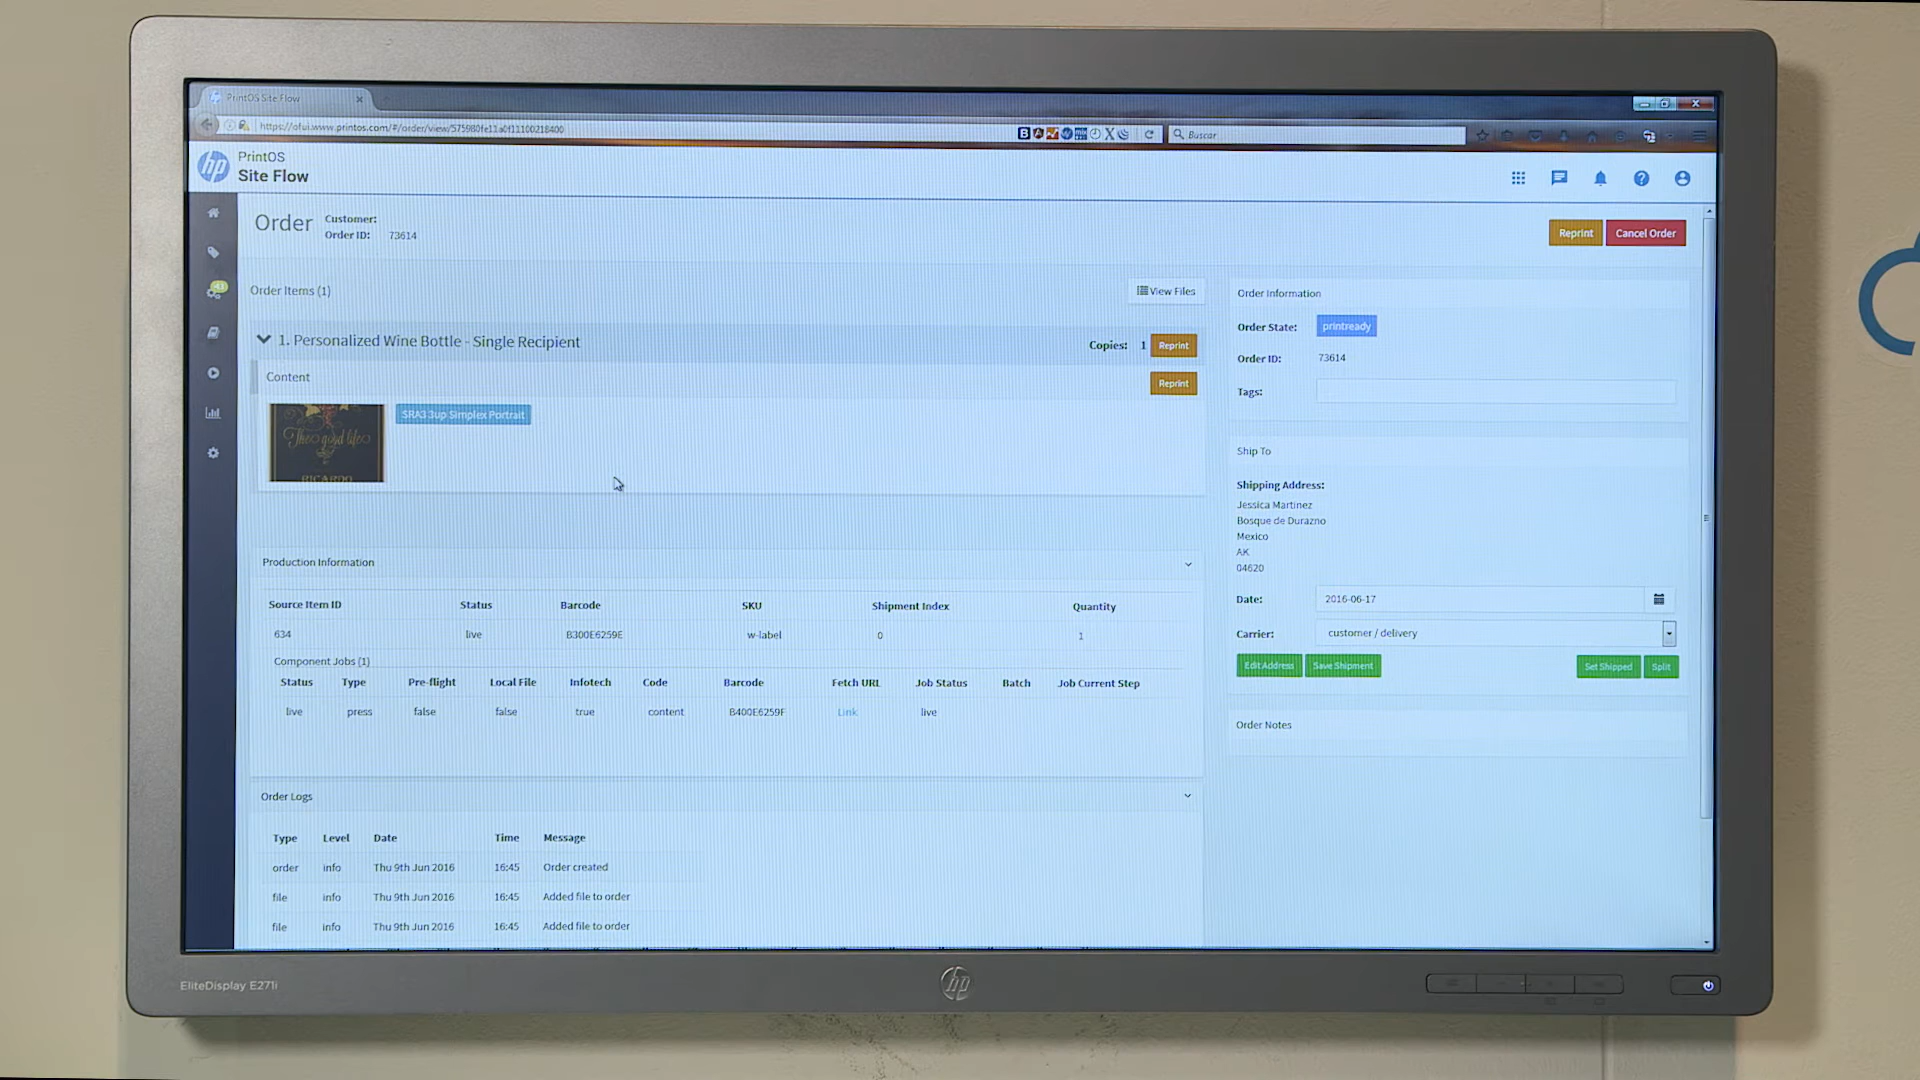 PrintOS Site Flow
https://ofui.www.printos.com/#/order/view/575980fe11a0f11100218400
Buscar
hp
PrintOS
Site Flow
Order
Customer:
Order ID: 73614
Reprint
Cancel Order
43
Order Items (1)
View Files
1. Personalized Wine Bottle - Single Recipient
Copies: 1
Reprint
Content
Reprint
The good life
RICARDO
SRA3 3up Simplex Portrait
Production Information
Source Item ID Status Barcode SKU Shipment Index Quantity
634 live B300E6259E w-label 0 1
Component Jobs (1)
Status Type Pre-flight Local File Infotech Code Barcode Fetch URL Job Status Batch Job Current Step
live press false false true content B400E6259F Link live
Order Logs
Type Level Date Time Message
order info Thu 9th Jun 2016 16:45 Order created
file info Thu 9th Jun 2016 16:45 Added file to order
file info Thu 9th Jun 2016 16:45 Added file to order
Order Information
Order State: printready
Order ID: 73614
Tags:
Ship To
Shipping Address:
Jessica Martinez
Bosque de Durazno
Mexico
AK
04620
Date: 2016-06-17
Carrier: customer / delivery
Edit Address
Save Shipment
Set Shipped
Split
Order Notes
EliteDisplay E271i
hp